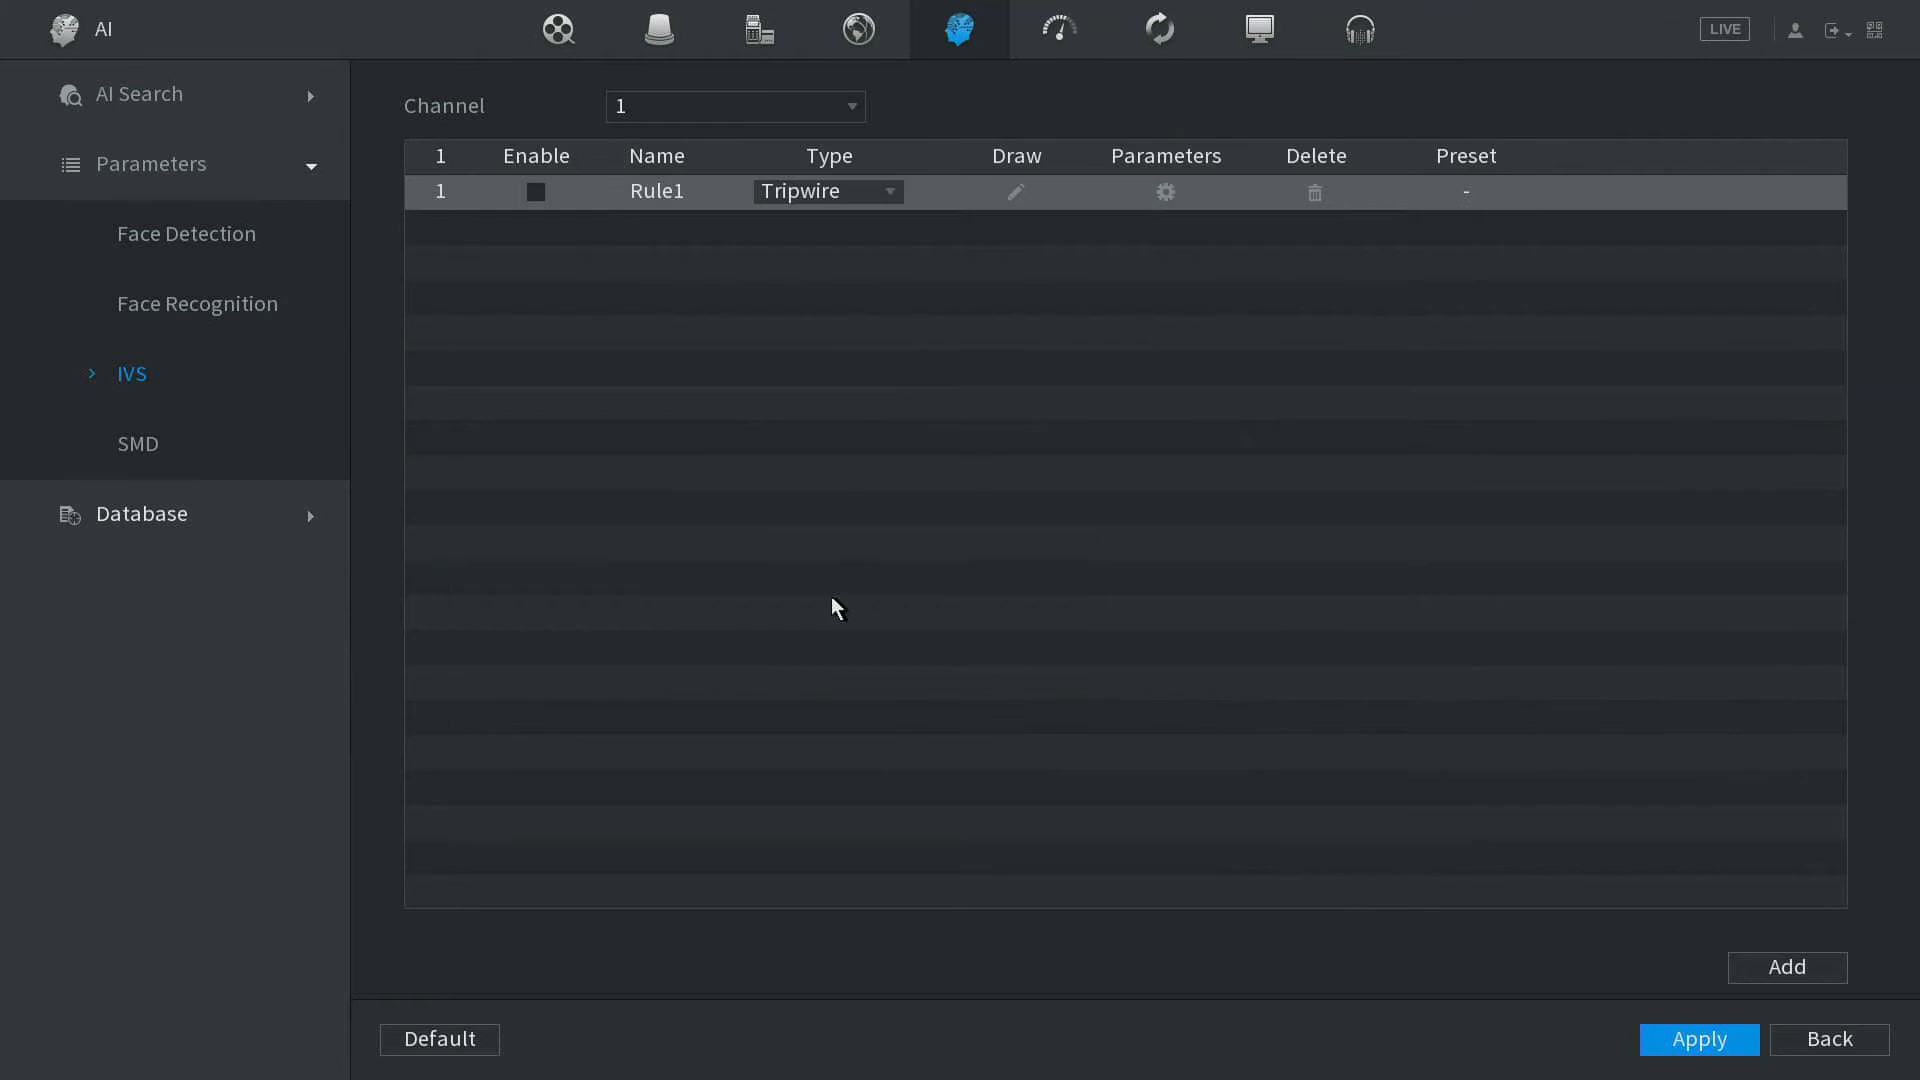 AI
LIVE
AI Search
Parameters
Face Detection
Face Recognition
IVS
SMD
Database
Channel 1
1 Enable Name Type Draw Parameters Delete Preset
1 Rule1 Tripwire -
Add
Default Apply Back